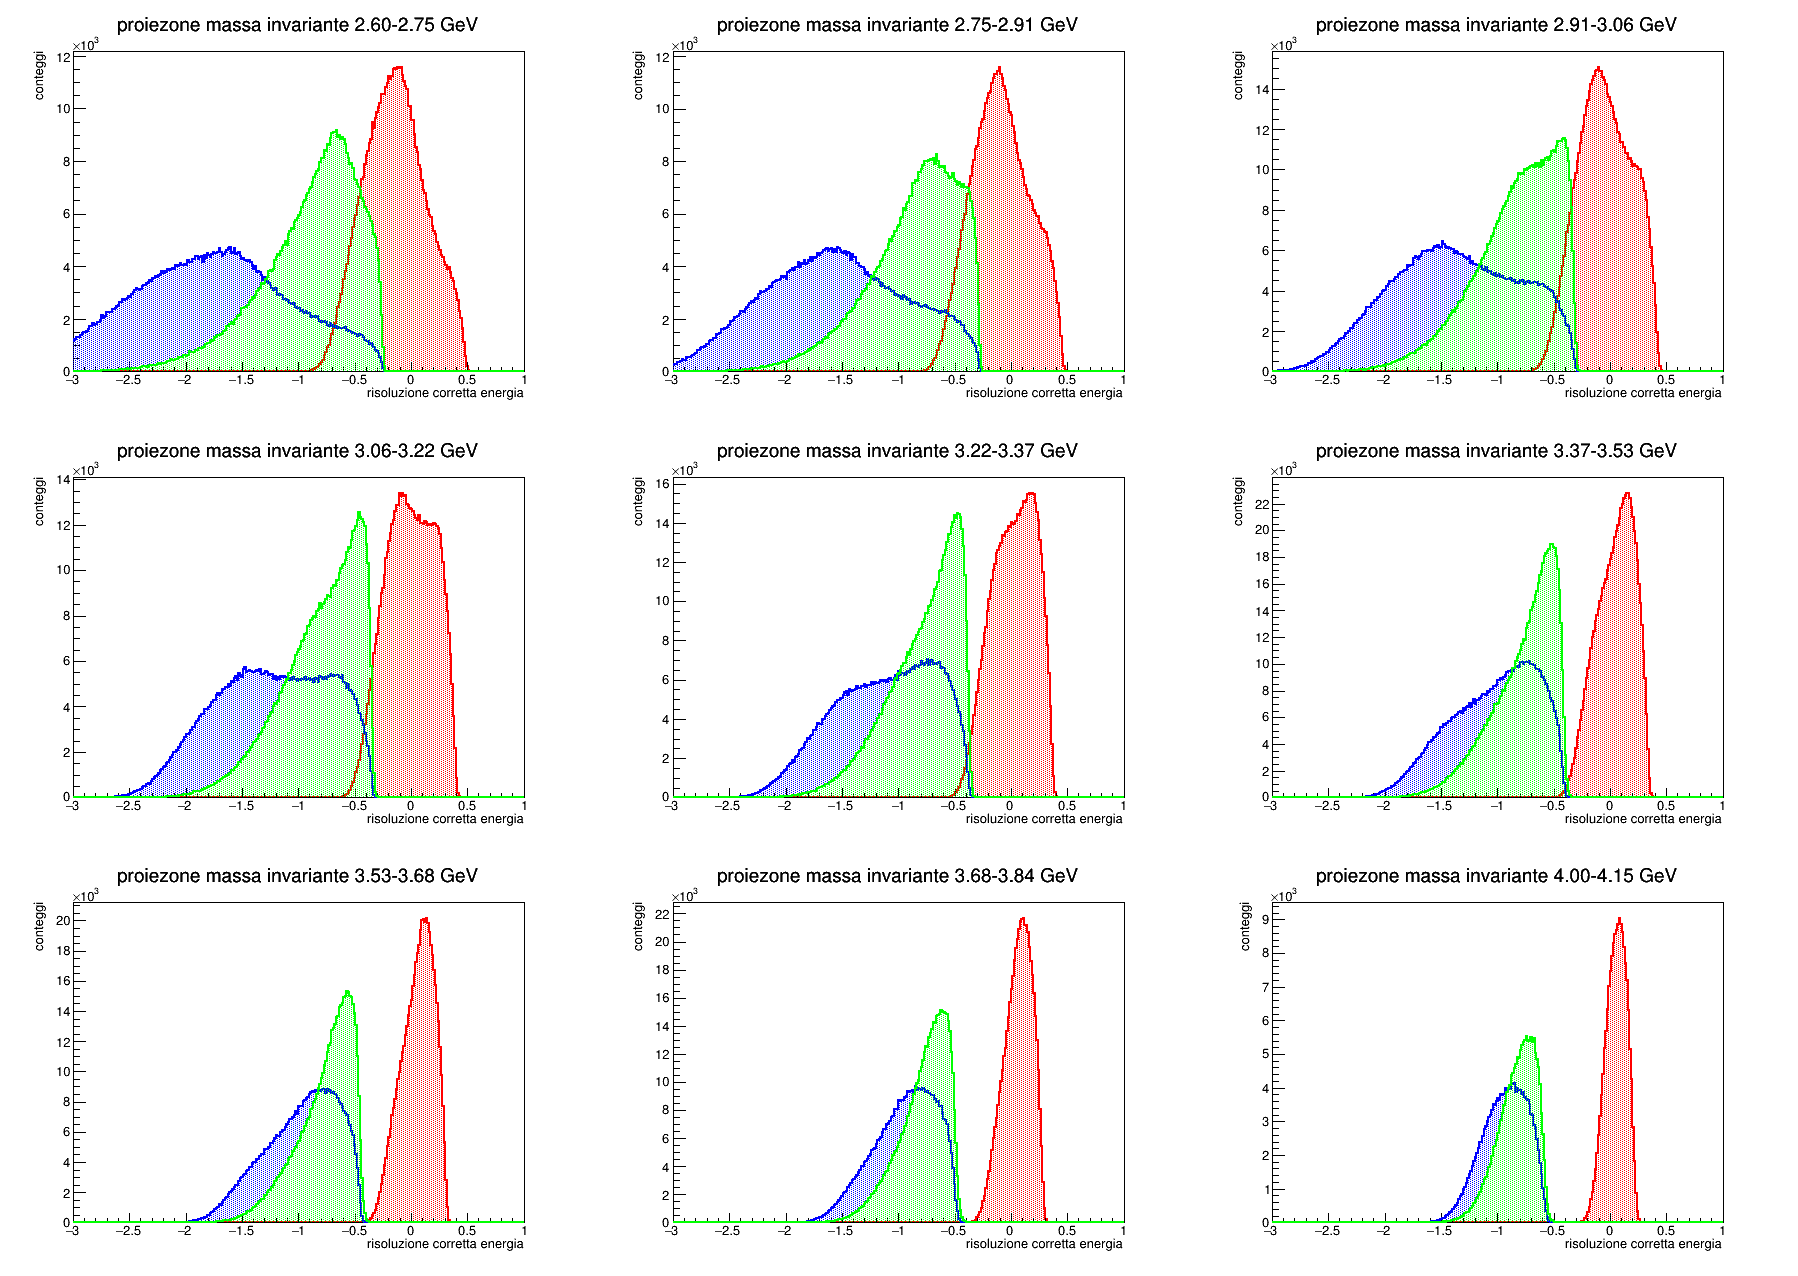 proiezone massa invariante 2.60-2.75 GeV
×10³
conteggi
12
10
8
6
4
2
0
−3 −2.5 −2 −1.5 −1 −0.5 0 0.5 1
risoluzione corretta energia
proiezone massa invariante 2.75-2.91 GeV
×10³
conteggi
12
10
8
6
4
2
0
−3 −2.5 −2 −1.5 −1 −0.5 0 0.5 1
risoluzione corretta energia
proiezone massa invariante 2.91-3.06 GeV
×10³
conteggi
14
12
10
8
6
4
2
0
−3 −2.5 −2 −1.5 −1 −0.5 0 0.5 1
risoluzione corretta energia
proiezone massa invariante 3.06-3.22 GeV
×10³
conteggi
14
12
10
8
6
4
2
0
−3 −2.5 −2 −1.5 −1 −0.5 0 0.5 1
risoluzione corretta energia
proiezone massa invariante 3.22-3.37 GeV
×10³
conteggi
16
14
12
10
8
6
4
2
0
−3 −2.5 −2 −1.5 −1 −0.5 0 0.5 1
risoluzione corretta energia
proiezone massa invariante 3.37-3.53 GeV
×10³
conteggi
22
20
18
16
14
12
10
8
6
4
2
0
−3 −2.5 −2 −1.5 −1 −0.5 0 0.5 1
risoluzione corretta energia
proiezone massa invariante 3.53-3.68 GeV
×10³
conteggi
20
18
16
14
12
10
8
6
4
2
0
−3 −2.5 −2 −1.5 −1 −0.5 0 0.5 1
risoluzione corretta energia
proiezone massa invariante 3.68-3.84 GeV
×10³
conteggi
22
20
18
16
14
12
10
8
6
4
2
0
−3 −2.5 −2 −1.5 −1 −0.5 0 0.5 1
risoluzione corretta energia
proiezone massa invariante 4.00-4.15 GeV
×10³
conteggi
9
8
7
6
5
4
3
2
1
0
−3 −2.5 −2 −1.5 −1 −0.5 0 0.5 1
risoluzione corretta energia